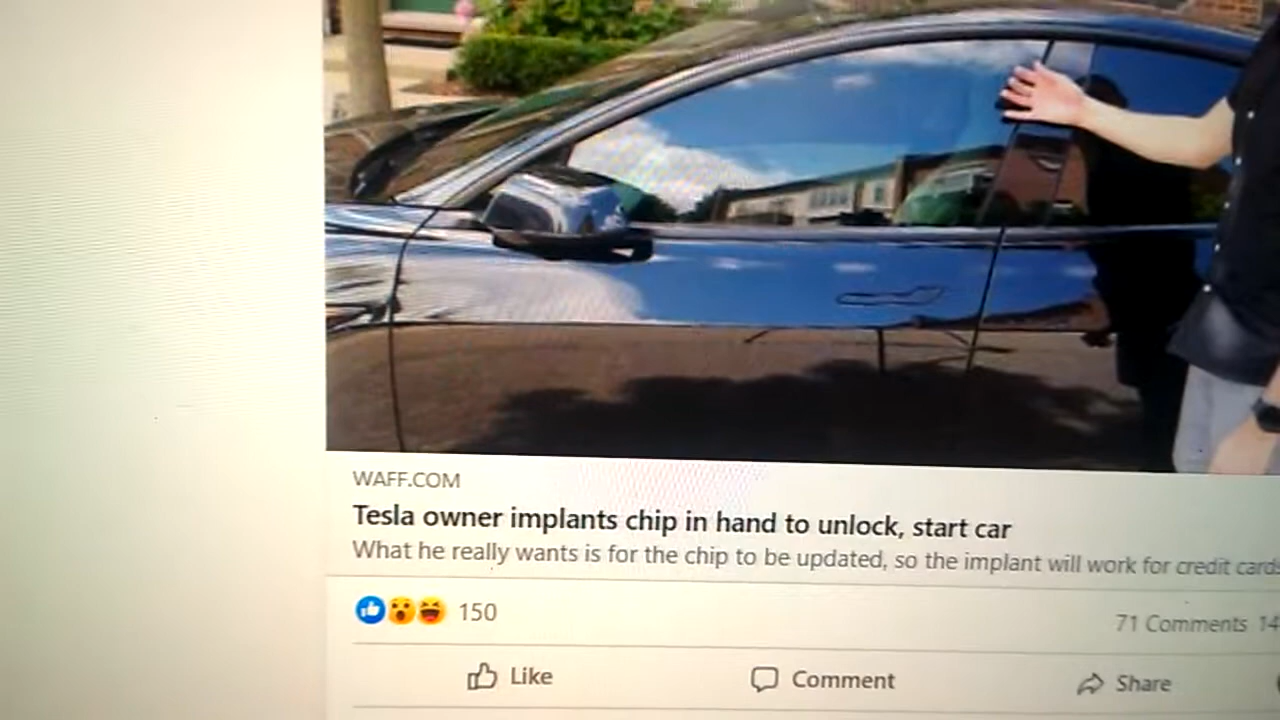 WAFF.COM
Tesla owner implants chip in hand to unlock, start car
What he really wants is for the chip to be updated, so the implant will work for credit cards
150
71 Comments 14
Like
Comment
Share